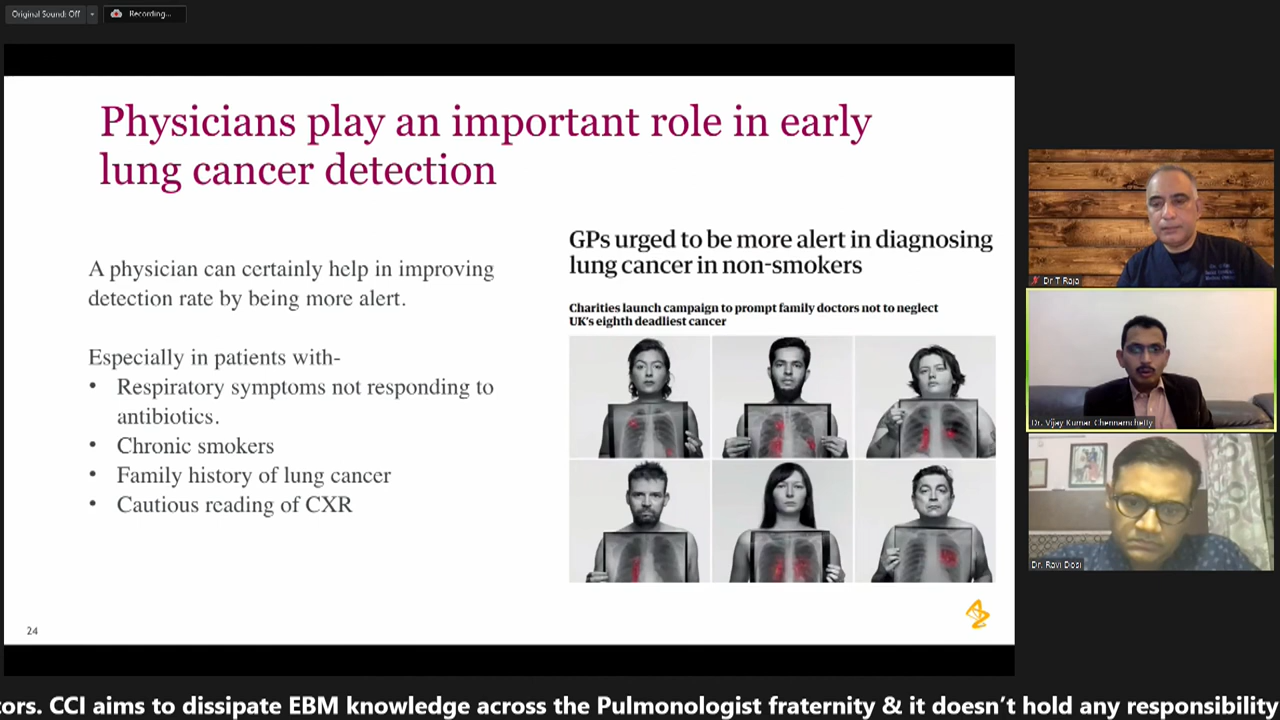 Original Sound: Off
Recording...
Physicians play an important role in early
lung cancer detection
A physician can certainly help in improving
detection rate by being more alert.
Especially in patients with-
• Respiratory symptoms not responding to
antibiotics.
• Chronic smokers
• Family history of lung cancer
• Cautious reading of CXR
GPs urged to be more alert in diagnosing
lung cancer in non-smokers
Charities launch campaign to prompt family doctors not to neglect
UK's eighth deadliest cancer
24
Dr T Raja
Dr. Vijay Kumar Chennamchetty
Dr. Ravi Dosi
ors. CCI aims to dissipate EBM knowledge across the Pulmonologist fraternity & it doesn't hold any responsibility